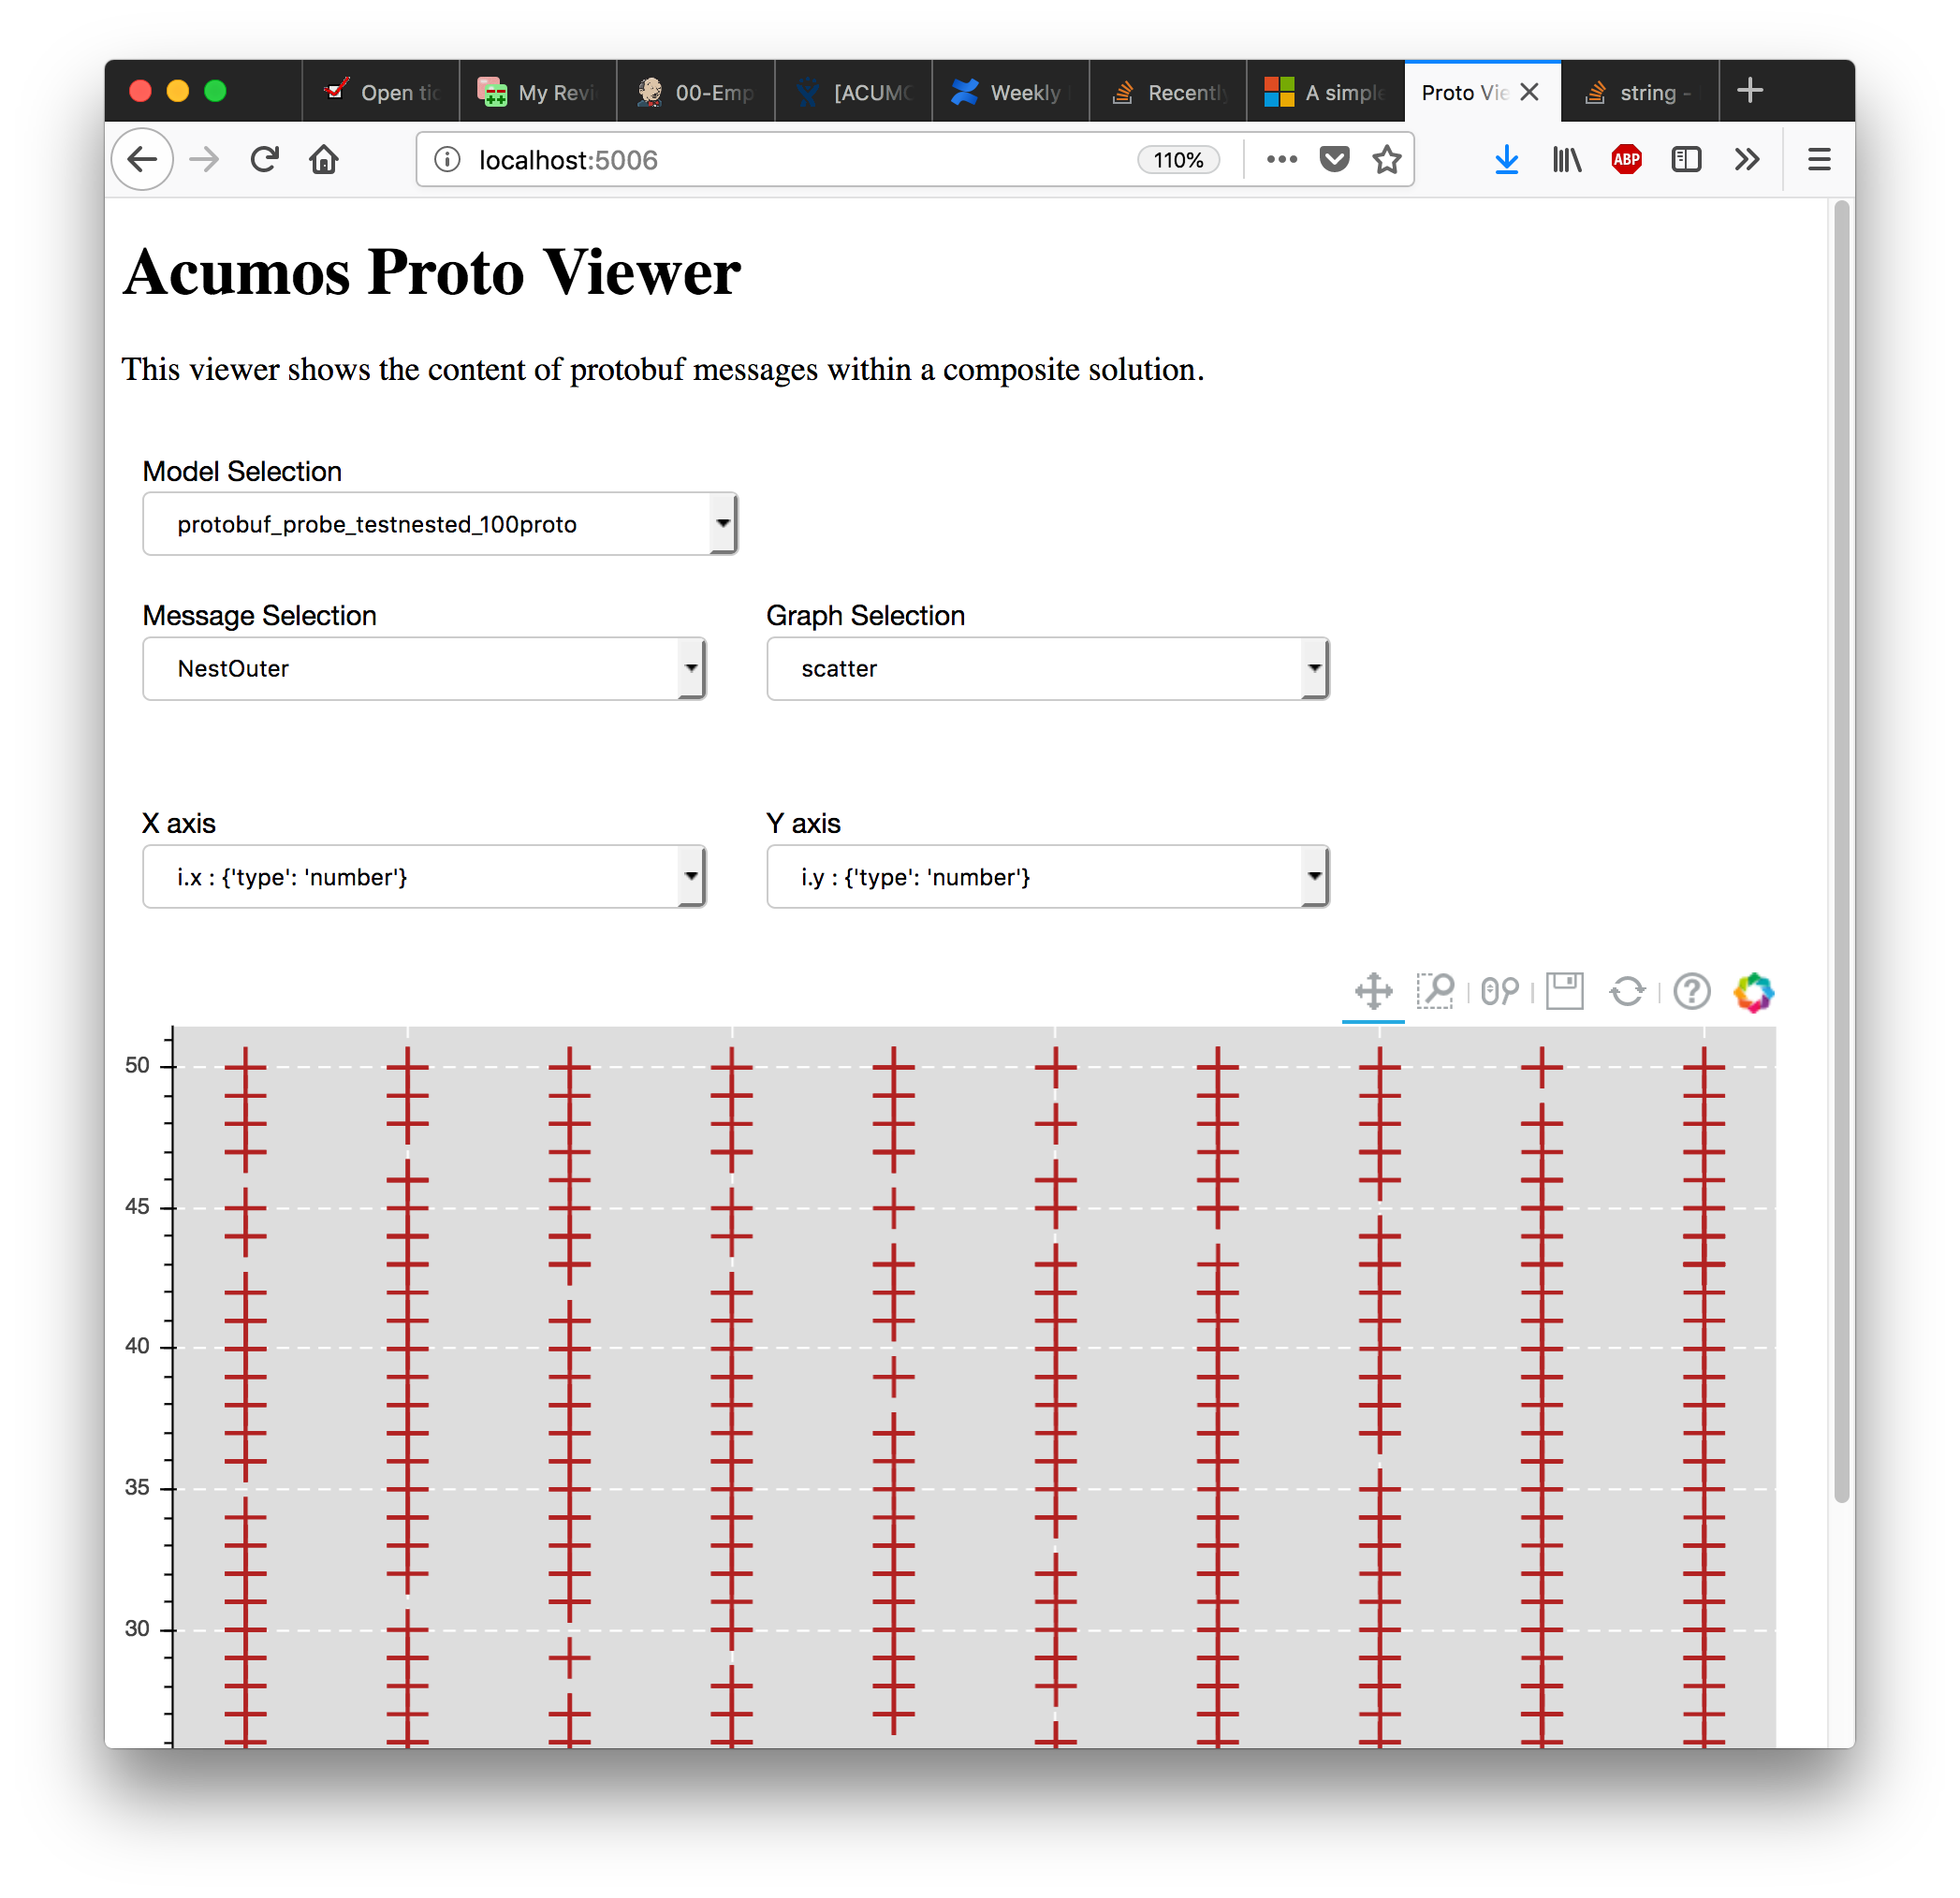 Open tic
My Revi
00-Emp
[ACUMO
Weekly
Recently
A simple
Proto Vie
string -
localhost:5006
110%
ABP
Acumos Proto Viewer
This viewer shows the content of protobuf messages within a composite solution.
Model Selection
protobuf_probe_testnested_100proto
Message Selection
Graph Selection
NestOuter
scatter
X axis
Y axis
i.x : {'type': 'number'}
i.y : {'type': 'number'}
50
45
40
35
30